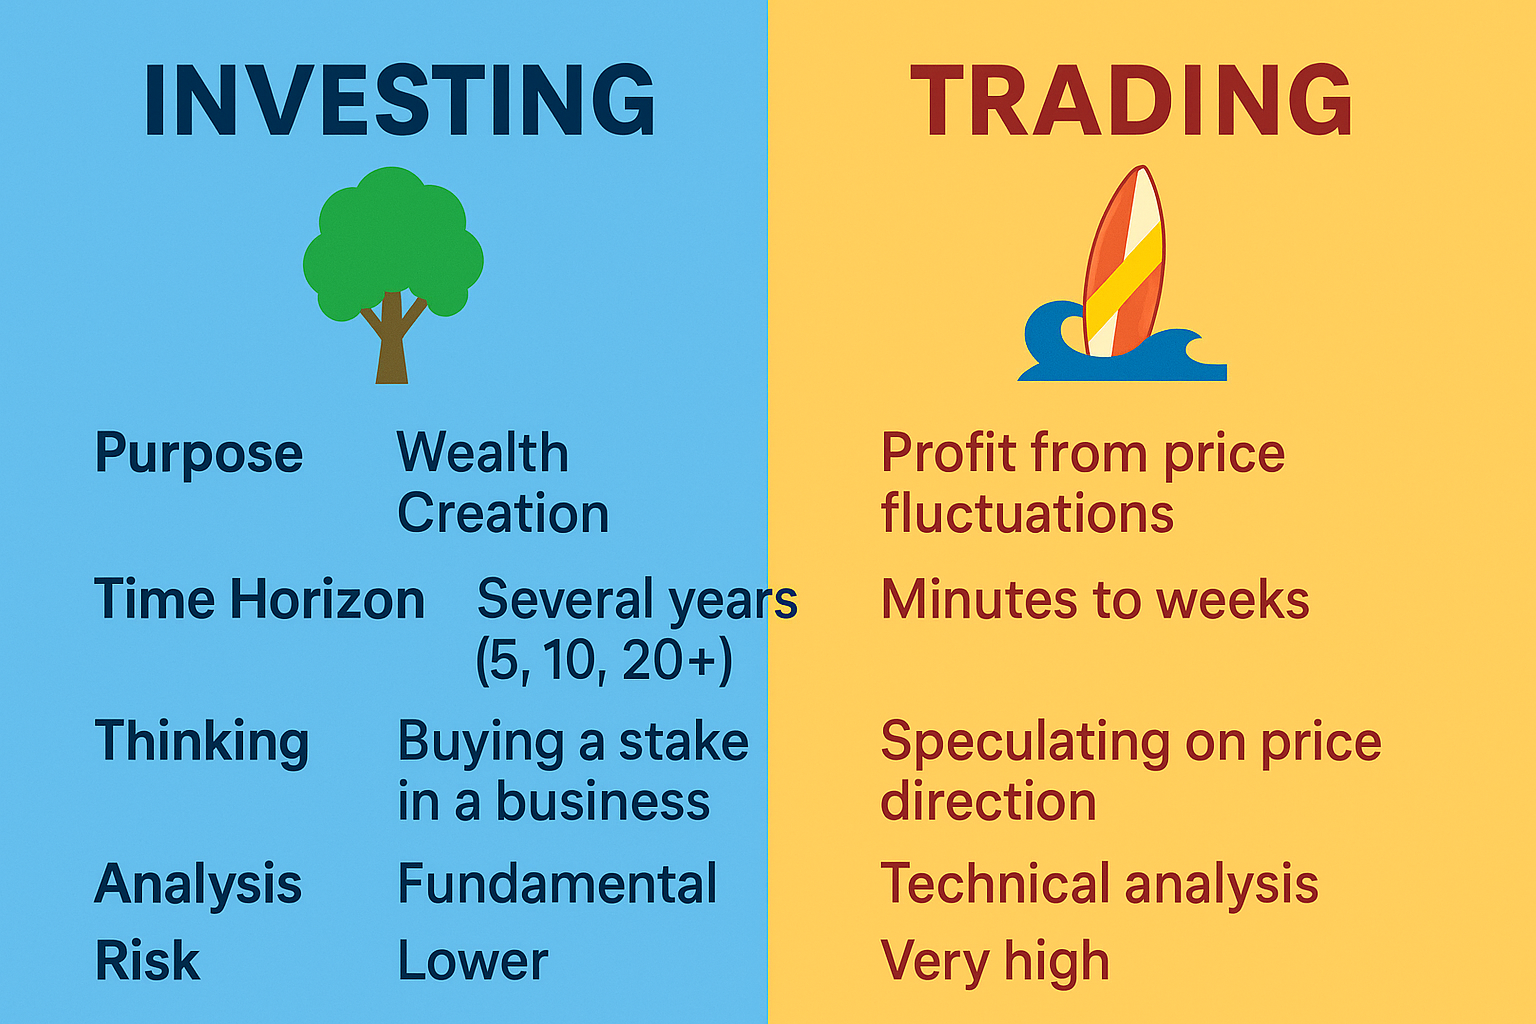 INVESTING
TRADING
Purpose Wealth Creation
Profit from price fluctuations
Time Horizon Several years (5, 10, 20+)
Minutes to weeks
Thinking Buying a stake in a business
Speculating on price direction
Analysis Fundamental
Technical analysis
Risk Lower
Very high